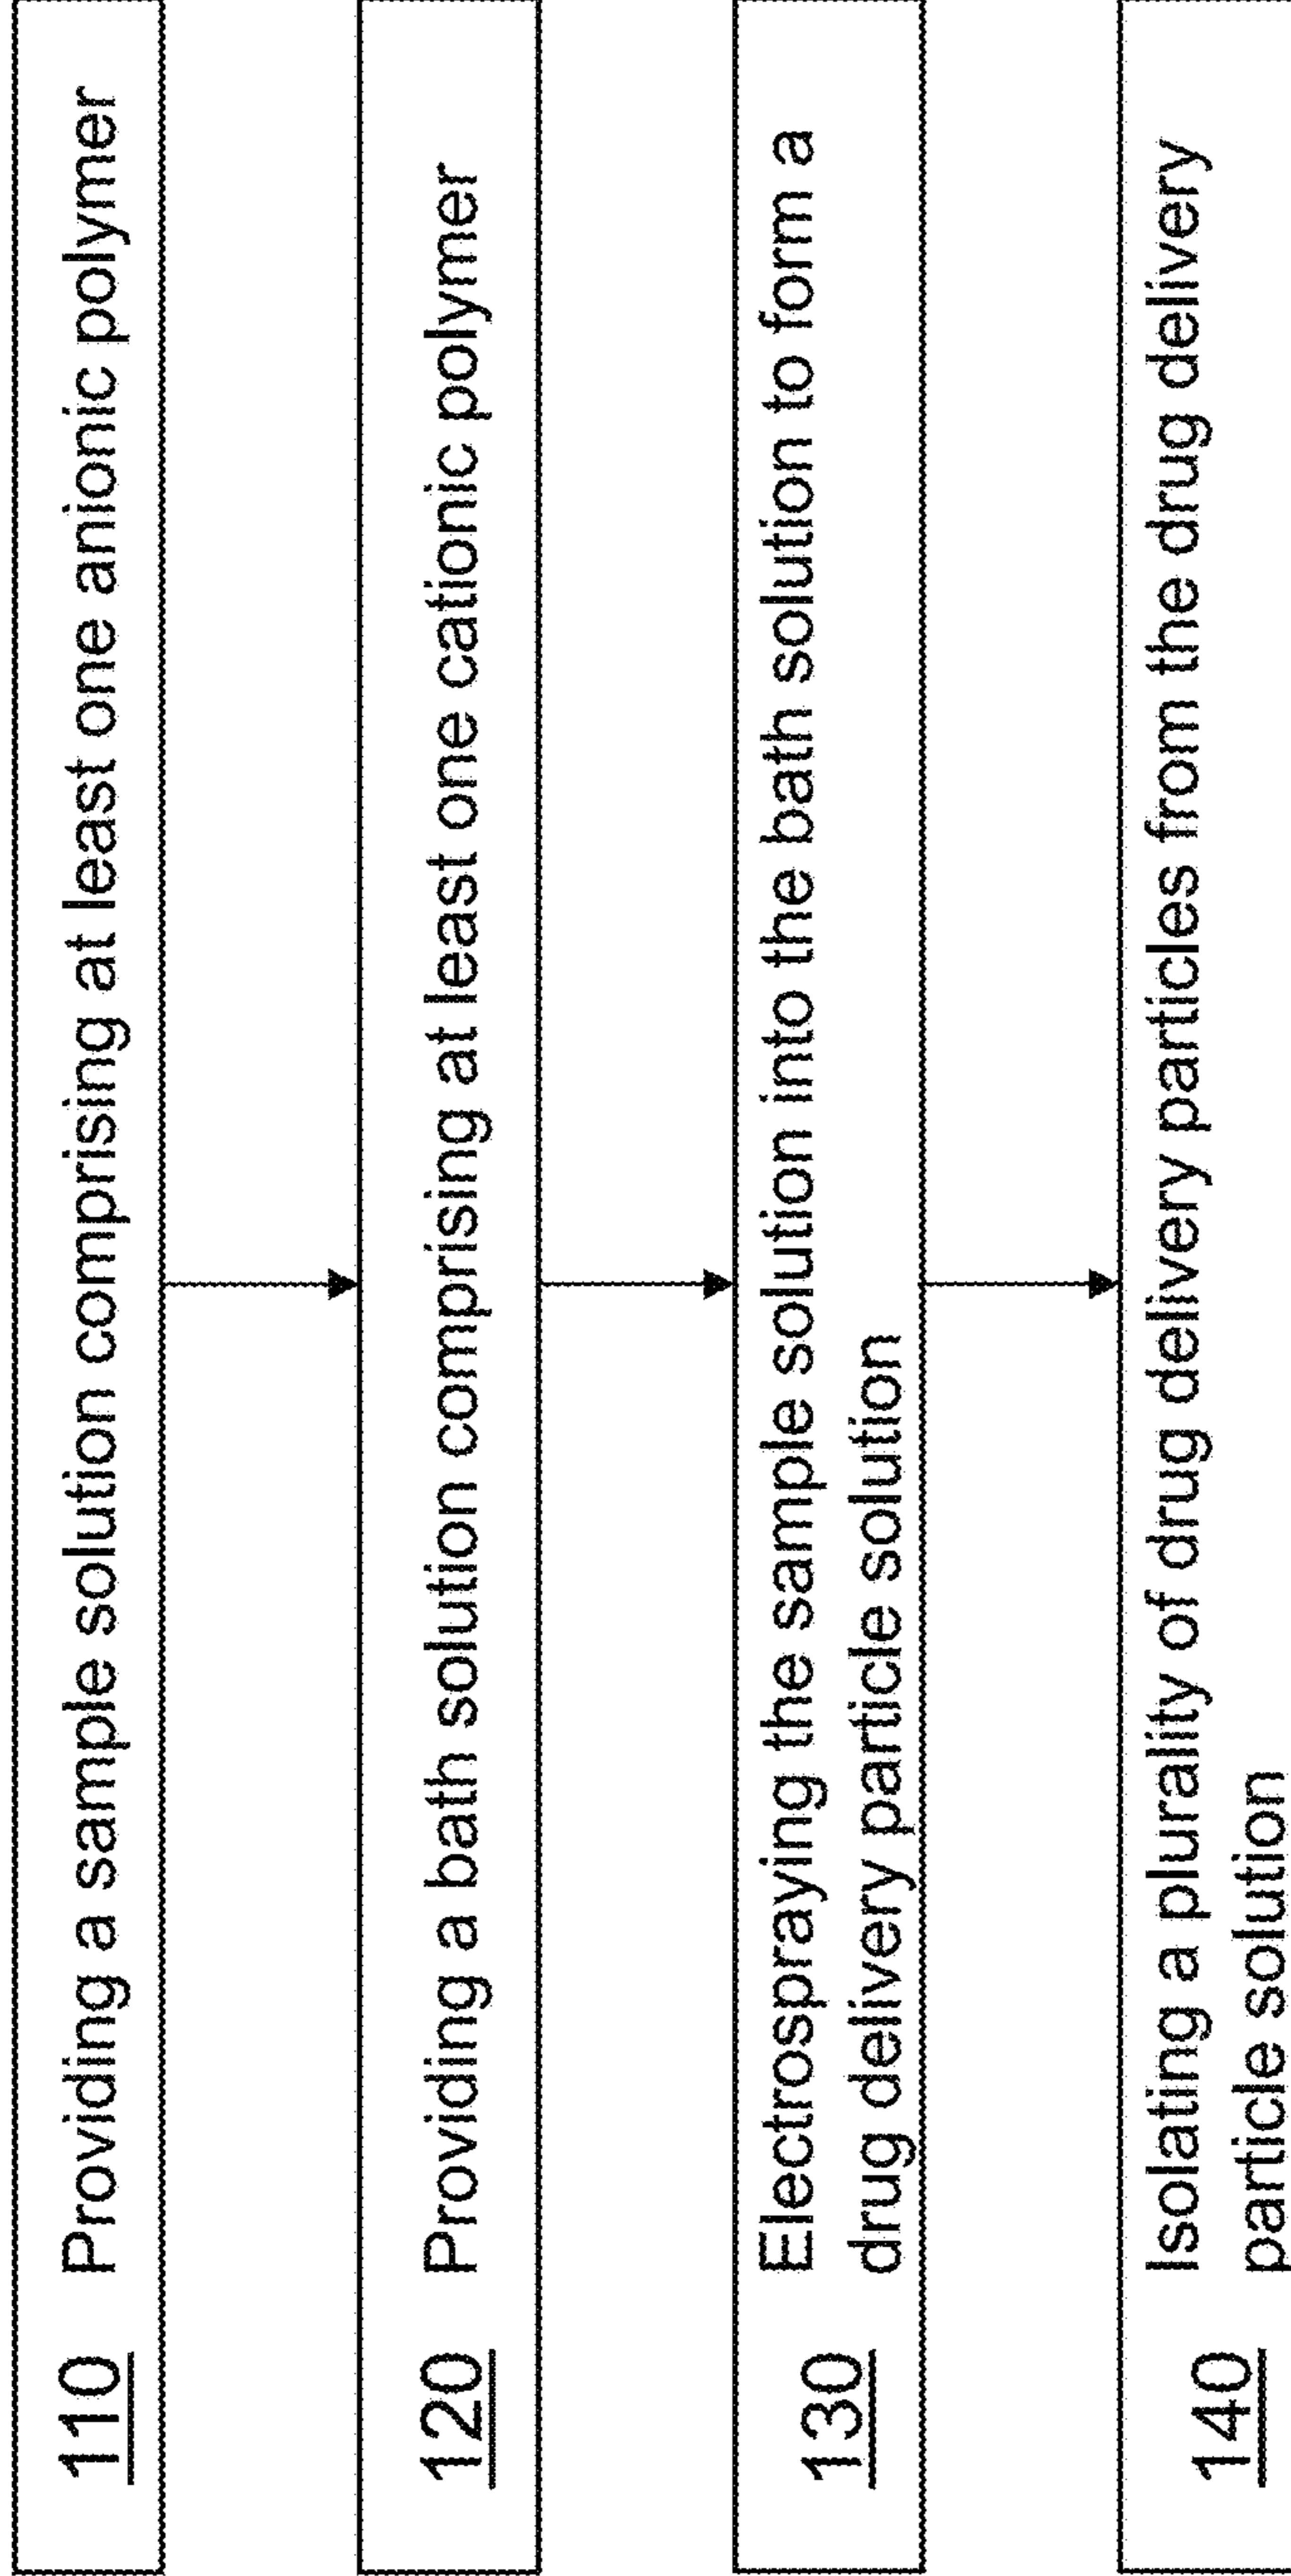 110 Providing a sample solution comprising at least one anionic polymer
120 Providing a bath solution comprising at least one cationic polymer
130 Electrospraying the sample solution into the bath solution to form a
drug delivery particle solution
140 Isolating a plurality of drug delivery particles from the drug delivery
particle solution